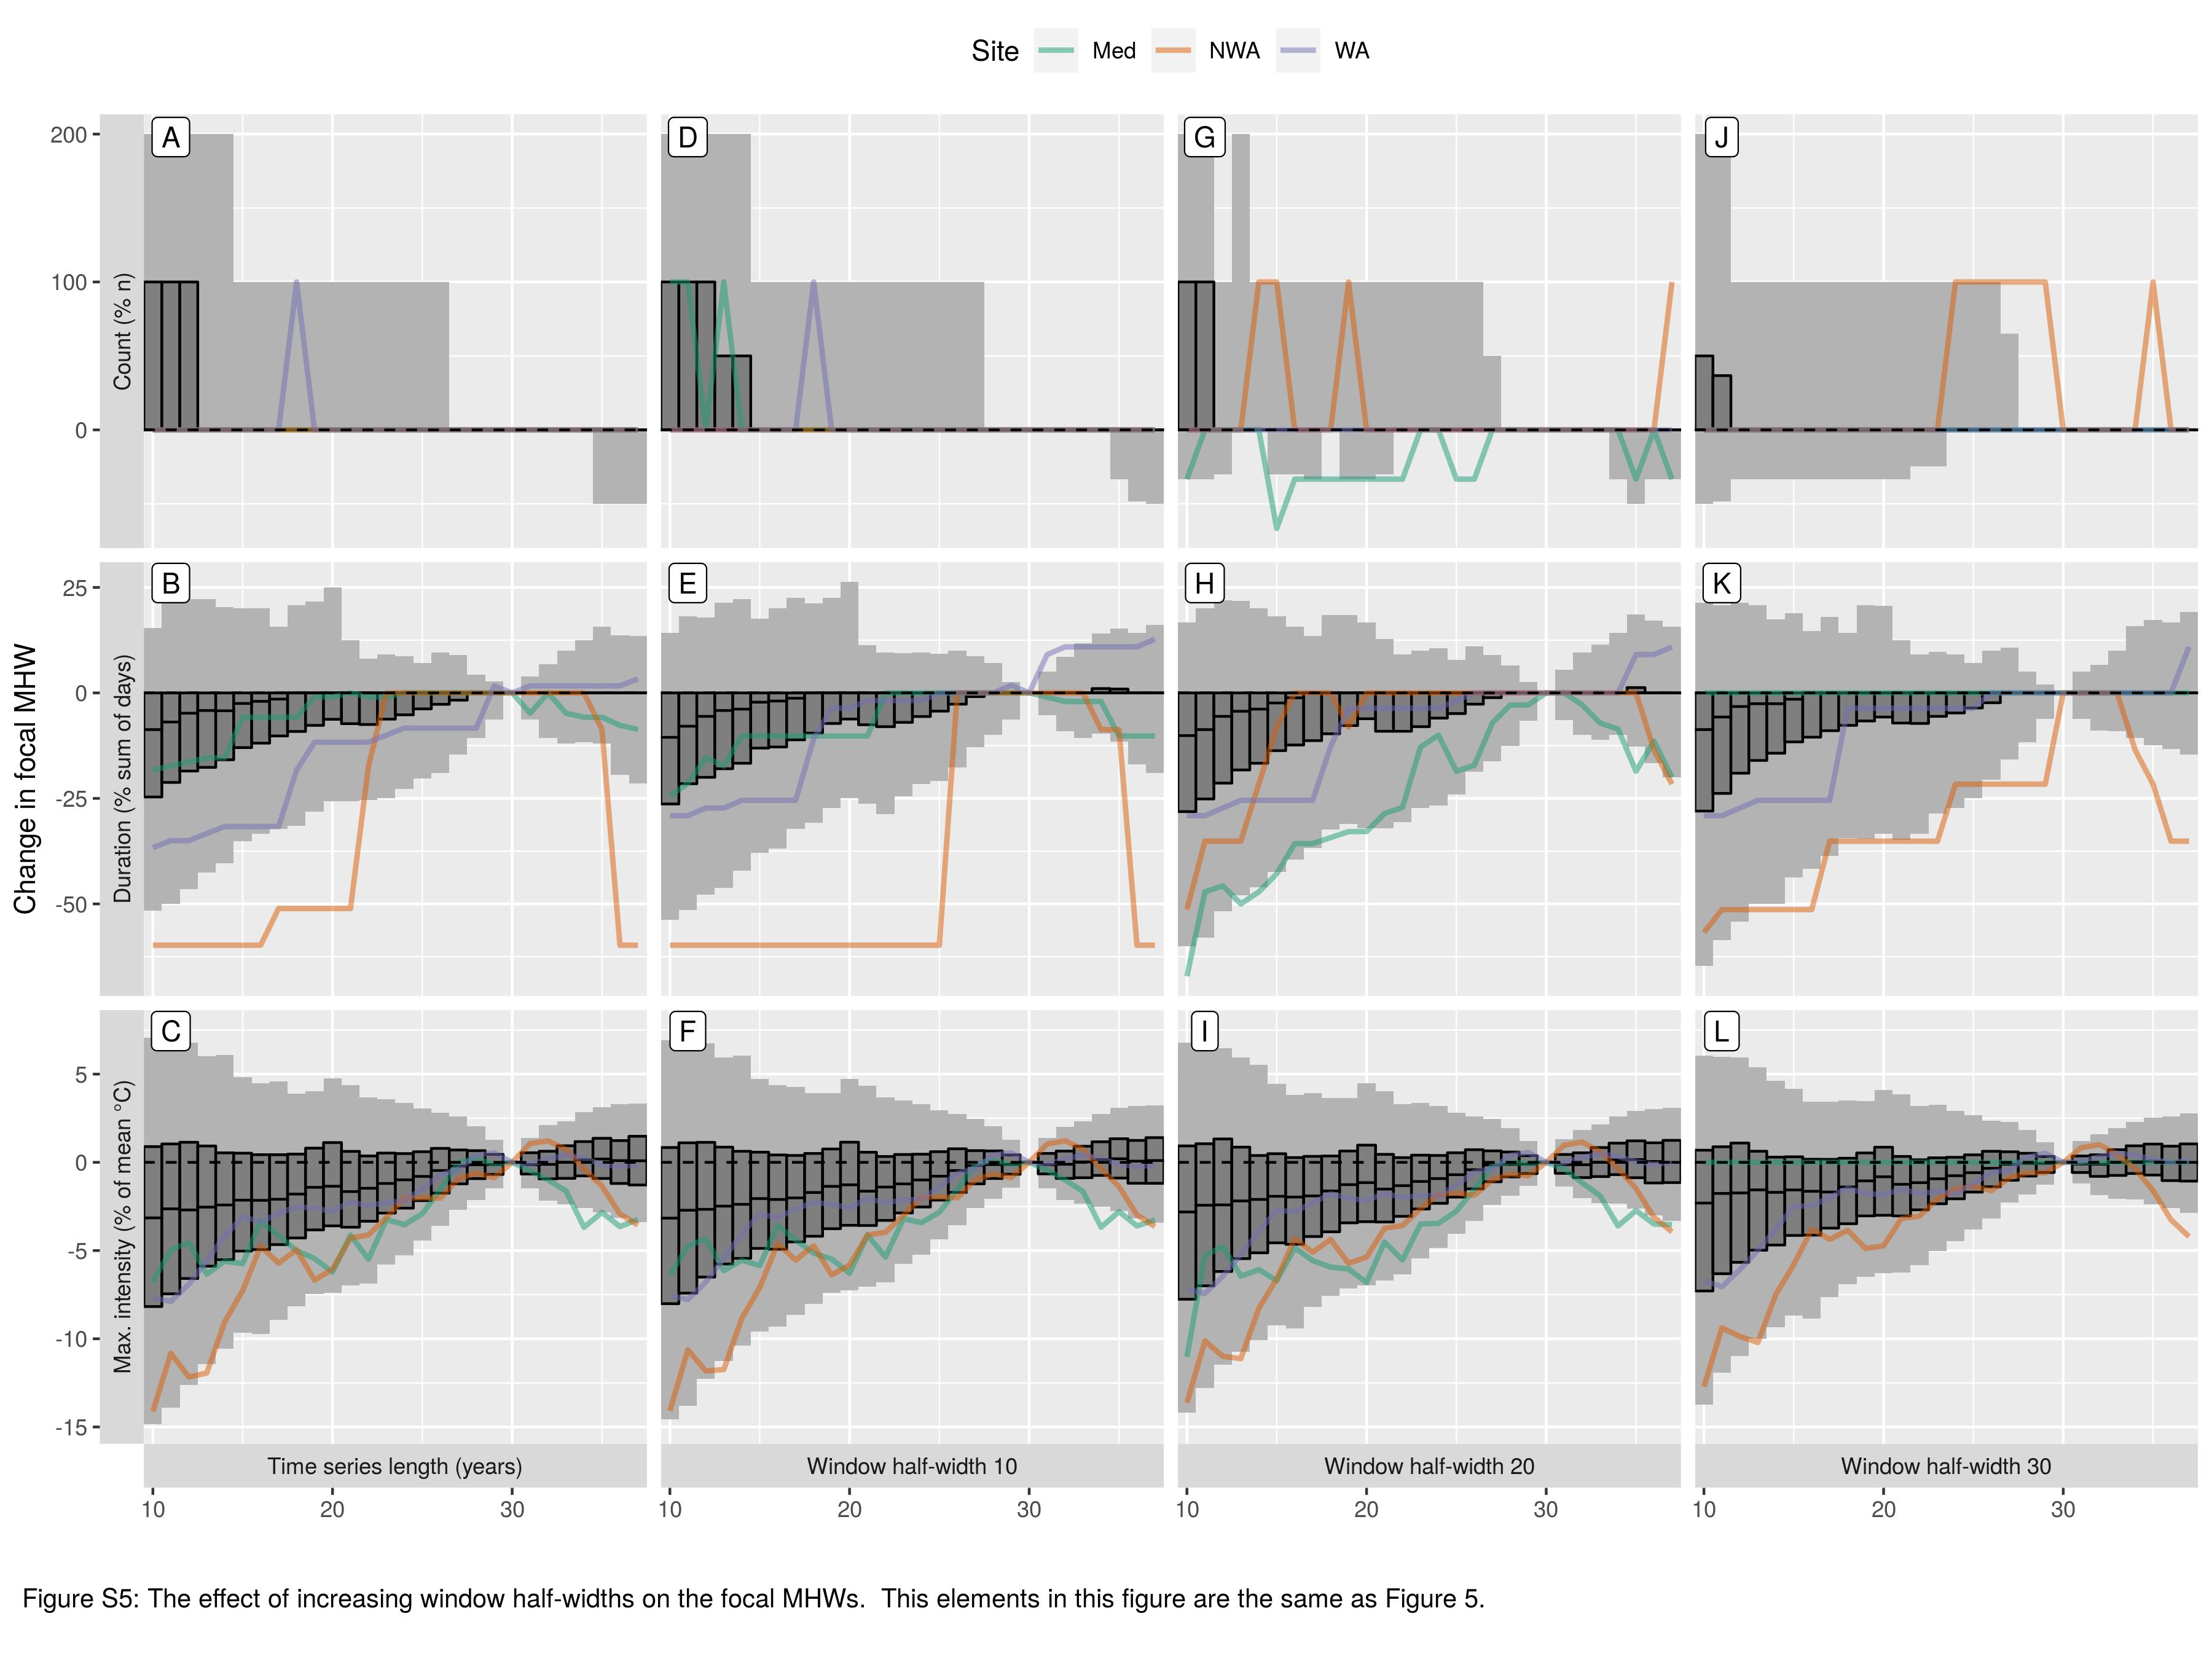 Site Med NWA WA
A D G J
200
100
0
Count (% n)
B E H K
25
0
-25
-50
Duration (% sum of days)
Change in focal MHW
C F I L
5
0
-5
-10
-15
Max. intensity (% of mean °C)
Time series length (years) Window half-width 10 Window half-width 20 Window half-width 30
10 20 30 10 20 30 10 20 30 10 20 30
Figure S5: The effect of increasing window half-widths on the focal MHWs.  This elements in this figure are the same as Figure 5.